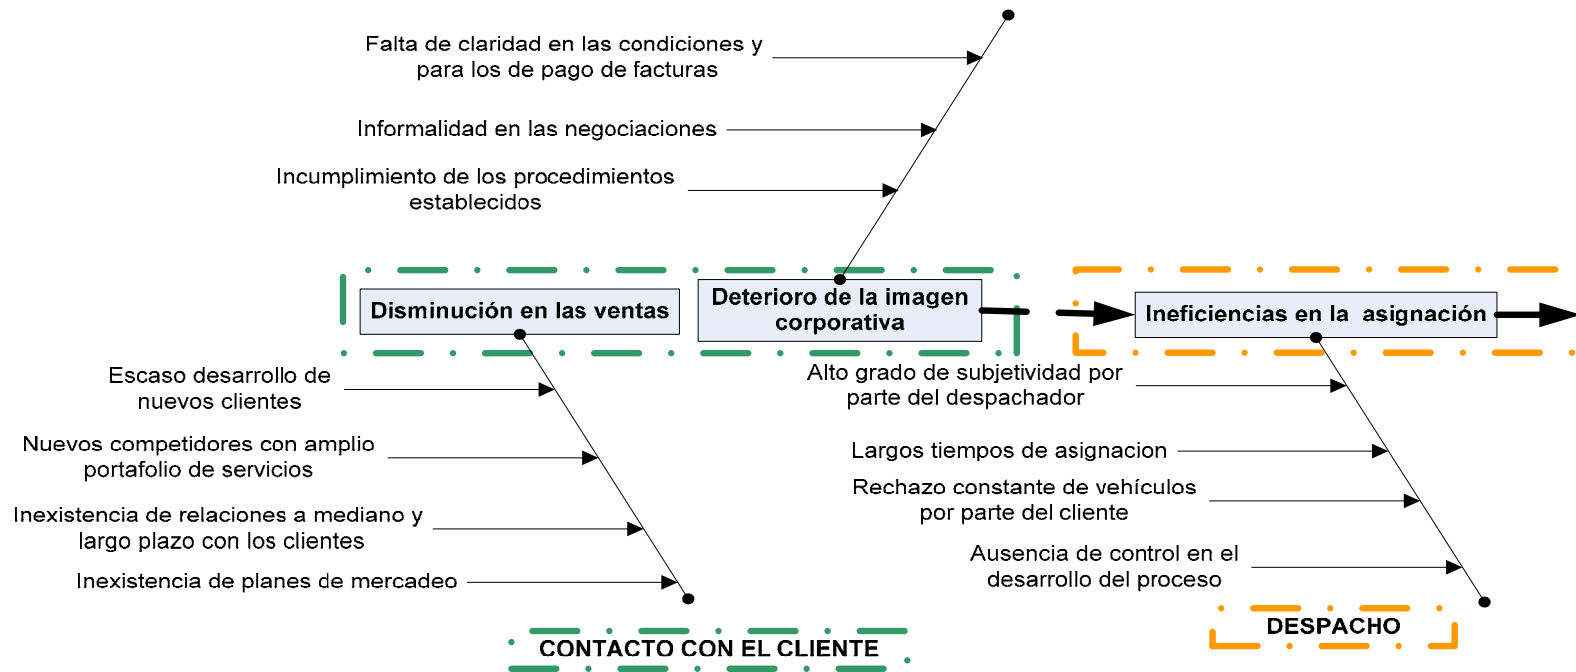 Falta de claridad en las condiciones y
para los de pago de facturas
Informalidad en las negociaciones
Incumplimiento de los procedimientos
establecidos
Disminución en las ventas
Deterioro de la imagen
corporativa
Ineficiencias en la asignación
Escaso desarrollo de
nuevos clientes
Nuevos competidores con amplio
portafolio de servicios
Inexistencia de relaciones a mediano y
largo plazo con los clientes
Inexistencia de planes de mercadeo
Alto grado de subjetividad por
parte del despachador
Largos tiempos de asignacion
Rechazo constante de vehículos
por parte del cliente
Ausencia de control en el
desarrollo del proceso
CONTACTO CON EL CLIENTE
DESPACHO